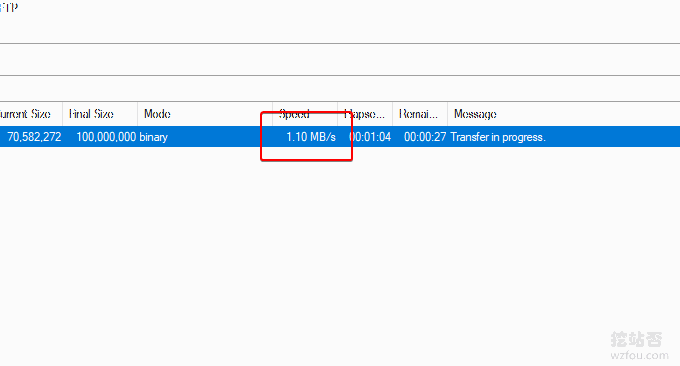 TP
urrent Size Final Size Mode Speed Elapse... Remai... Message
70,582,272 100,000,000 binary 1.10 MB/s 00:01:04 00:00:27 Transfer in progress.
挖站否
wzfou.com